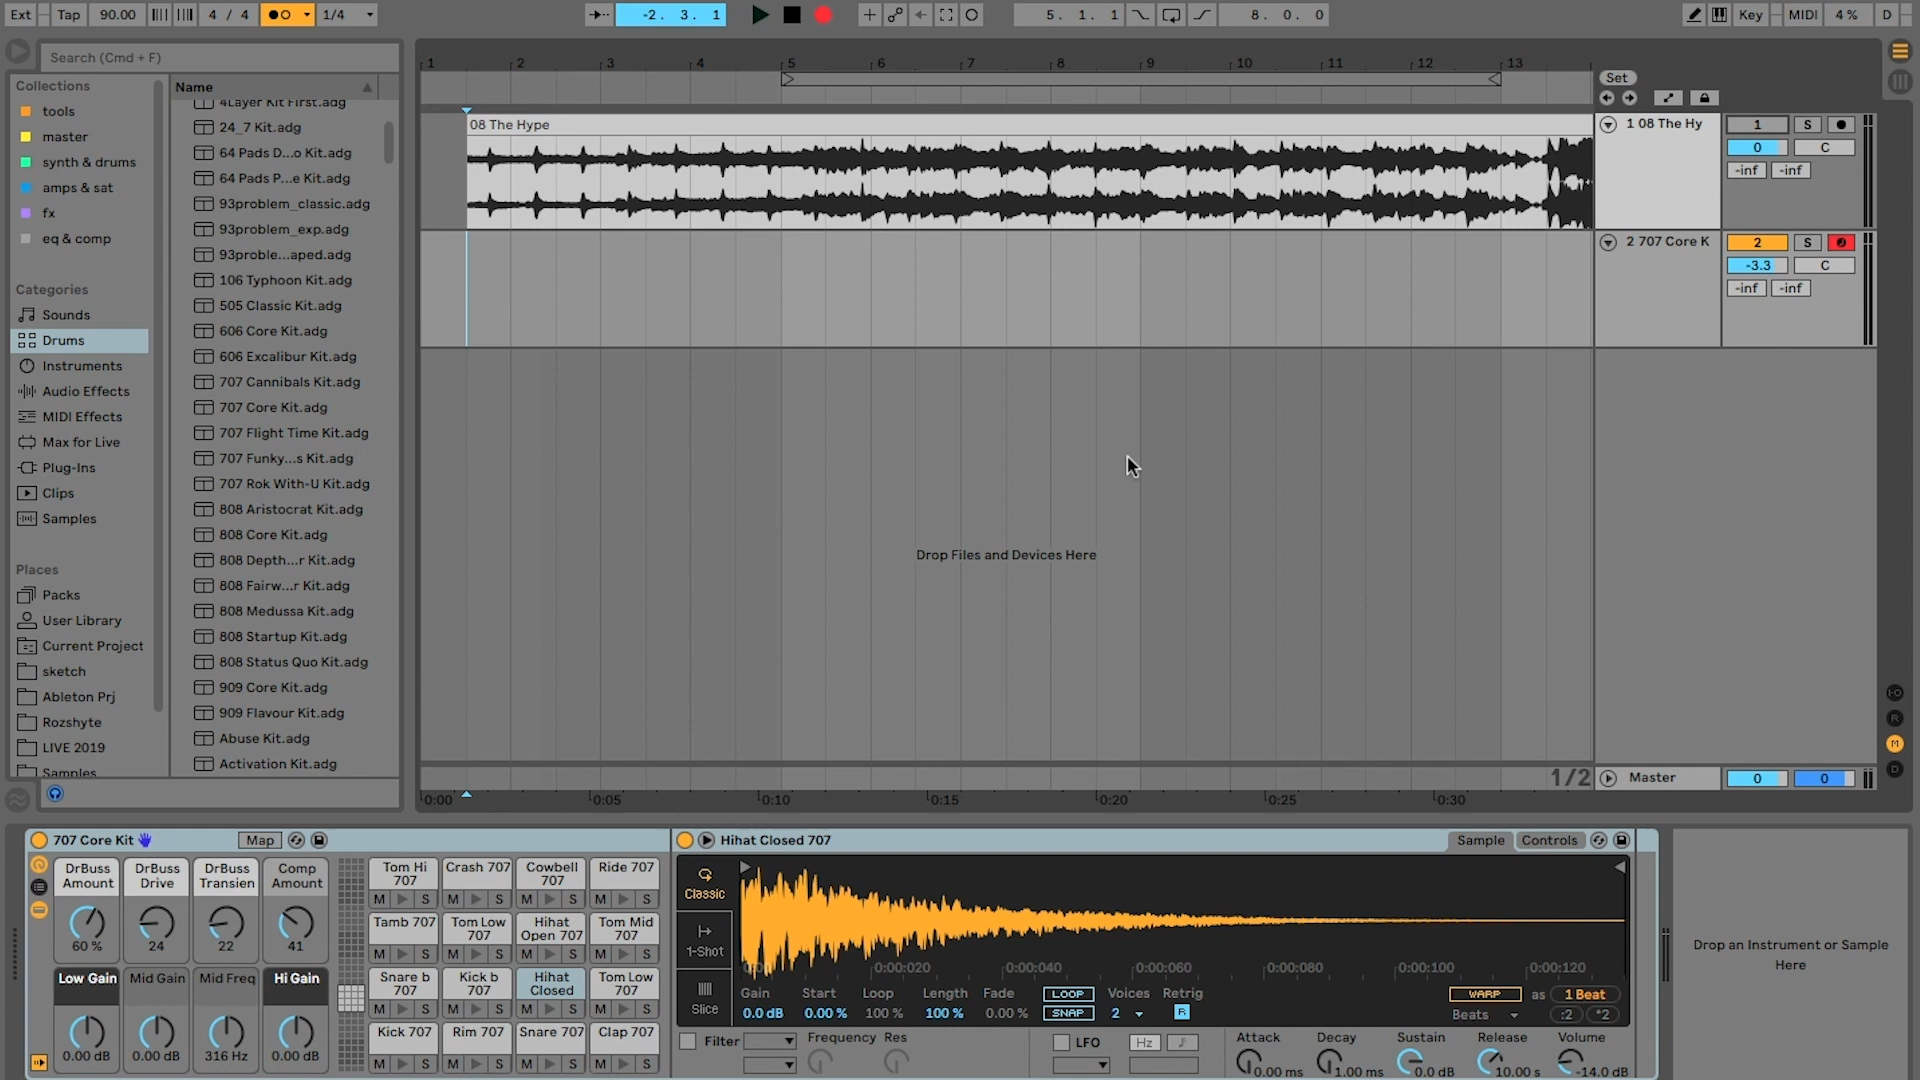 Ext Tap 90.00 4 / 4 1/4 -2. 3. 1 5. 1. 1 8. 0. 0 Key MIDI 4 % D
Search (Cmd + F)
Collections
tools
master
synth & drums
amps & sat
fx
eq & comp
Categories
Sounds
Drums
Instruments
Audio Effects
MIDI Effects
Max for Live
Plug-Ins
Clips
Samples
Places
Packs
User Library
Current Project
sketch
Ableton Prj
Rozshyte
LIVE 2019
Samples
Name
4Layer Kit First.adg
24_7 Kit.adg
64 Pads D...o Kit.adg
64 Pads P...e Kit.adg
93problem_classic.adg
93problem_exp.adg
93proble...aped.adg
106 Typhoon Kit.adg
505 Classic Kit.adg
606 Core Kit.adg
606 Excalibur Kit.adg
707 Cannibals Kit.adg
707 Core Kit.adg
707 Flight Time Kit.adg
707 Funky...s Kit.adg
707 Rok With-U Kit.adg
808 Aristocrat Kit.adg
808 Core Kit.adg
808 Depth...r Kit.adg
808 Fairw...r Kit.adg
808 Medussa Kit.adg
808 Startup Kit.adg
808 Status Quo Kit.adg
909 Core Kit.adg
909 Flavour Kit.adg
Abuse Kit.adg
Activation Kit.adg
1 2 3 4 5 6 7 8 9 10 11 12 13
Set
08 The Hype
1 08 The Hy 1 S
0 C
-inf -inf
2 707 Core K 2 S
-3.3 C
-inf -inf
Drop Files and Devices Here
1/2 Master 0 0
0:00 0:05 0:10 0:15 0:20 0:25 0:30
R
M
D
707 Core Kit Map
DrBuss Amount
DrBuss Drive
DrBuss Transien
Comp Amount
60 % 24 22 41
Low Gain Mid Gain Mid Freq Hi Gain
0.00 dB 0.00 dB 316 Hz 0.00 dB
Tom Hi 707 Crash 707 Cowbell 707 Ride 707
M S M S M S M S
Tamb 707 Tom Low 707 Hihat Open 707 Tom Mid 707
M S M S M S M S
Snare b 707 Kick b 707 Hihat Closed Tom Low 707
M S M S M S M S
Kick 707 Rim 707 Snare 707 Clap 707
M S M S M S M S
Hihat Closed 707 Sample Controls
Classic
1-Shot
Slice
0:00:020 0:00:040 0:00:060 0:00:080 0:00:100 0:00:120
Gain Start Loop Length Fade LOOP Voices Retrig WARP as 1 Beat
0.0 dB 0.00 % 100 % 100 % 0.00 % SNAP 2 R Beats :2 *2
Filter Frequency Res LFO Hz Attack Decay Sustain Release Volume
0.00 ms 1.00 ms 0.0 dB 10.00 s -14.0 dB
Drop an Instrument or Sample
Here